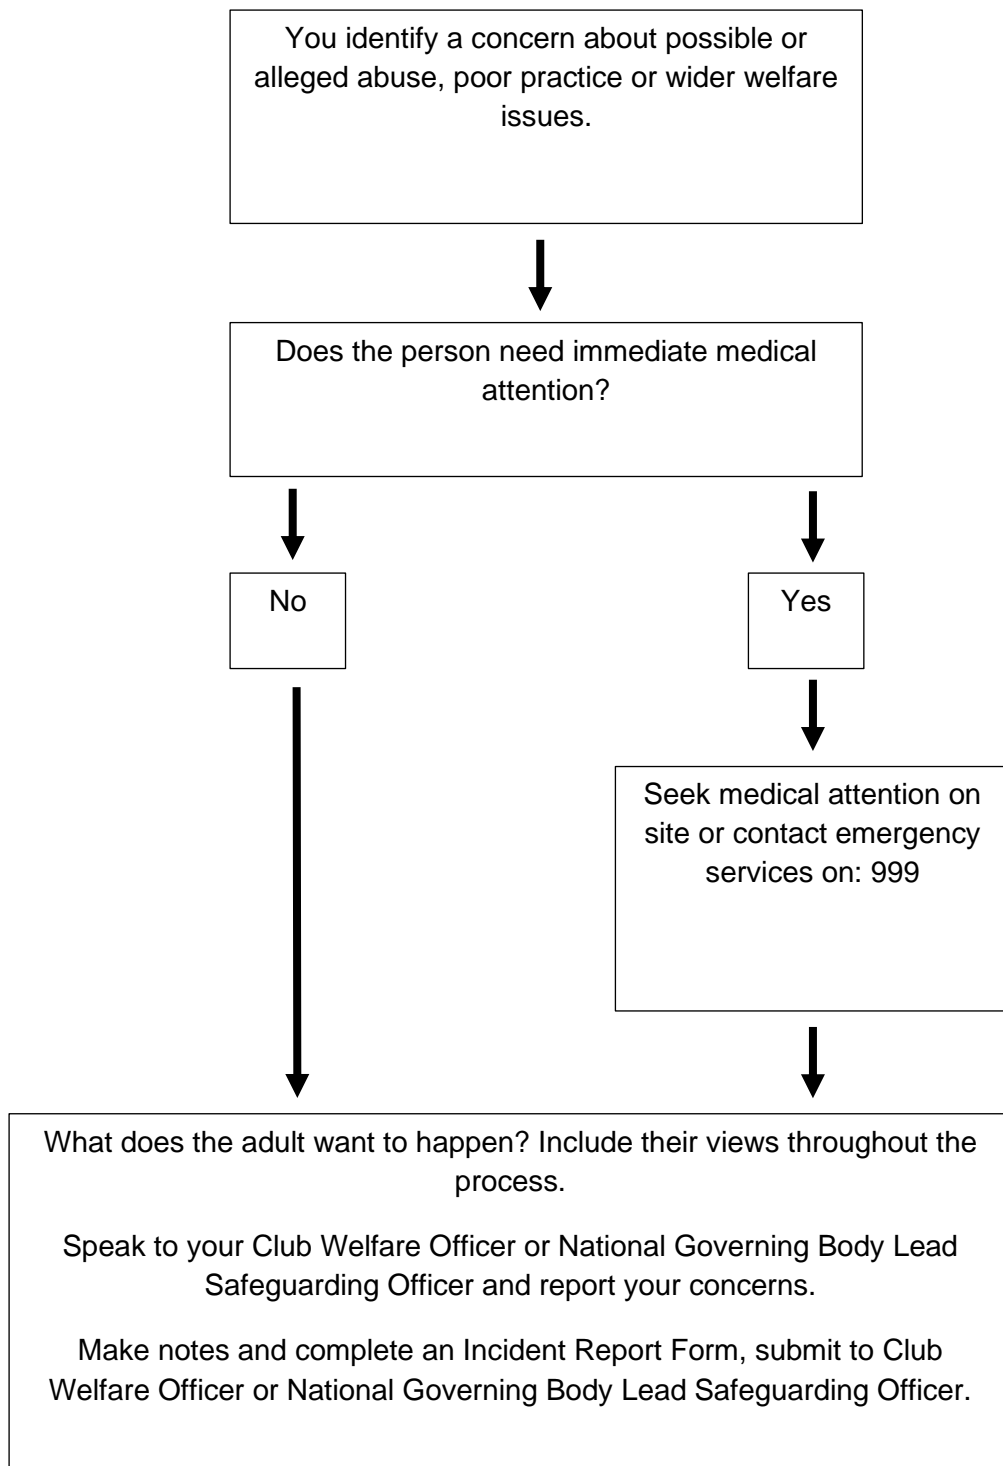 You identify a concern about possible or
alleged abuse, poor practice or wider welfare
issues.
Does the person need immediate medical
attention?
No
Yes
Seek medical attention on
site or contact emergency
services on: 999
What does the adult want to happen? Include their views throughout the
process.
Speak to your Club Welfare Officer or National Governing Body Lead
Safeguarding Officer and report your concerns.
Make notes and complete an Incident Report Form, submit to Club
Welfare Officer or National Governing Body Lead Safeguarding Officer.